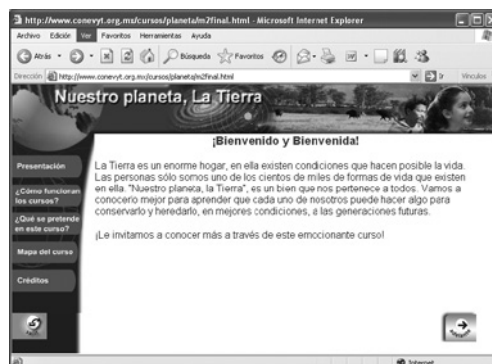 http://www.conevyt.org.mx/cursos/planeta/m2final.html - Microsoft Internet Explorer
Archivo Edición Ver Favoritos Herramientas Ayuda
Atrás Búsqueda Favoritos
Dirección http://www.conevyt.org.mx/cursos/planeta/m2final.html Ir Vínculos
Nuestro planeta, La Tierra
¡Bienvenido y Bienvenida!
Presentación
¿Cómo funcionan
los cursos?
¿Qué se pretende
en este curso?
Mapa del curso
Créditos
La Tierra es un enorme hogar, en ella existen condiciones que hacen posible la vida.
Las personas sólo somos uno de los cientos de miles de formas de vida que existen
en ella. "Nuestro planeta, la Tierra", es un bien que nos pertenece a todos. Vamos a
conocerlo mejor para aprender que cada uno de nosotros puede hacer algo para
conservarlo y heredarlo, en mejores condiciones, a las generaciones futuras.
¡Le invitamos a conocer más a través de este emocionante curso!
Internet